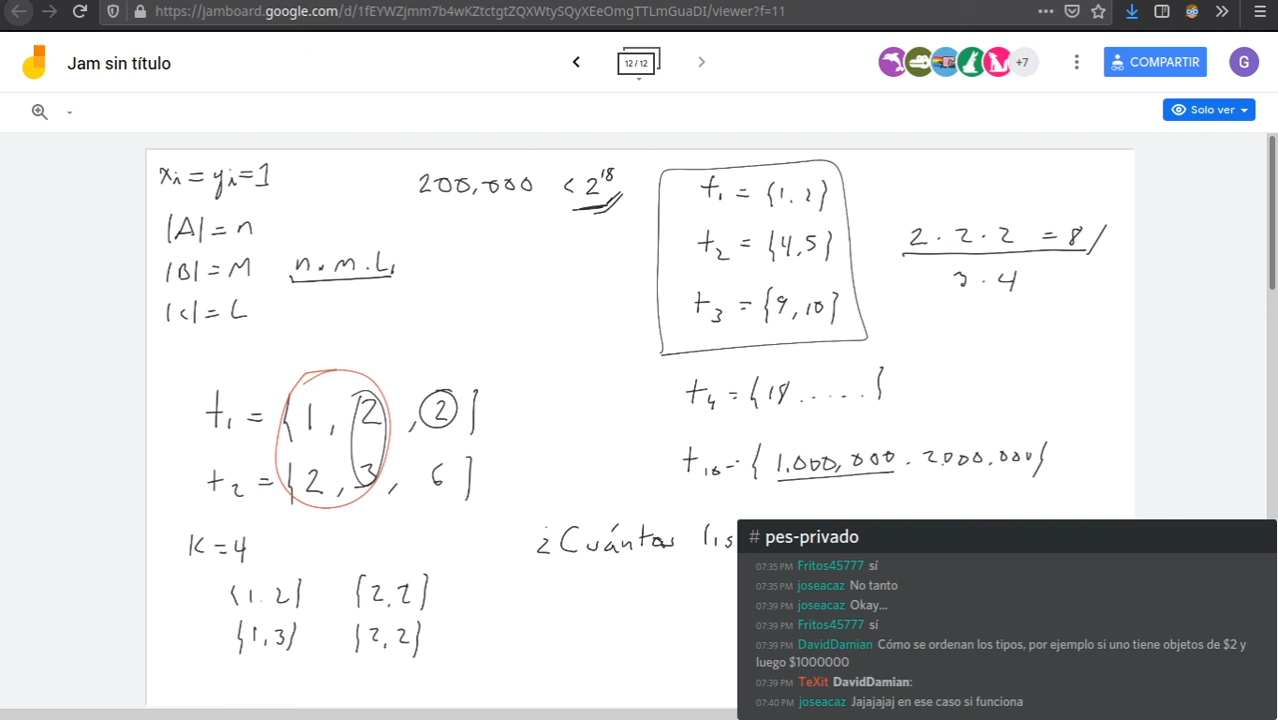 https://jamboard.google.com/d/1fEYWZjmm7b4wKZtctgtZQXWtySQyXEeOmgTTLmGuaDI/viewer?f=11
Jam sin título
12 / 12
+7
COMPARTIR
G
Solo ver
xi = yi = 1
200,000 < 2^18
|A| = n
|B| = M n.m.L
|C| = L
t1 = {1.2}
t2 = {4,5}
t3 = {9,10}
2.2.2 = 8
3.4
t1 = {1, 2, 2}
t2 = {2, 3, 6}
t4 = {18 ......}
t10 = {1.000,000 . 2.000.000}
K = 4
{1.2} {2,2}
{1,3} {2,2}
¿Cuántas lis
# pes-privado
07:35 PM Fritos45777 sí
07:35 PM joseacaz No tanto
07:39 PM joseacaz Okay...
07:39 PM Fritos45777 sí
07:39 PM DavidDamian Cómo se ordenan los tipos, por ejemplo si uno tiene objetos de $2 y
luego $1000000
07:39 PM TeXit DavidDamian:
07:40 PM joseacaz Jajajajaj en ese caso si funciona